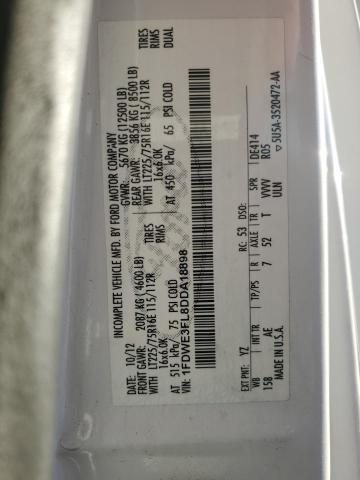 INCOMPLETE VEHICLE MFD. BY FORD MOTOR COMPANY
DATE: 10/12 GVWR: 5670 KG (12500 LB)
FRONT GAWR: 2087 KG (4600 LB) REAR GAWR: 3856 KG (8500 LB)
WITH LT225/75R16E 115/112R TIRES WITH LT225/75R16E 115/112R TIRES
16x6.0K RIMS 16x6.0K RIMS
AT 515 kPa/ 75 PSI COLD AT 450 kPa/ 65 PSI COLD DUAL
VIN: 1FDWE3FL8DDA18898
EXT PNT: YZ RC: 53 DSO:
WB INT TR TP/PS R AXLE TR SPR DE414
158 AE 7 52 T VWV R05
ULN
MADE IN U.S.A. 5U5A-3520472-AA